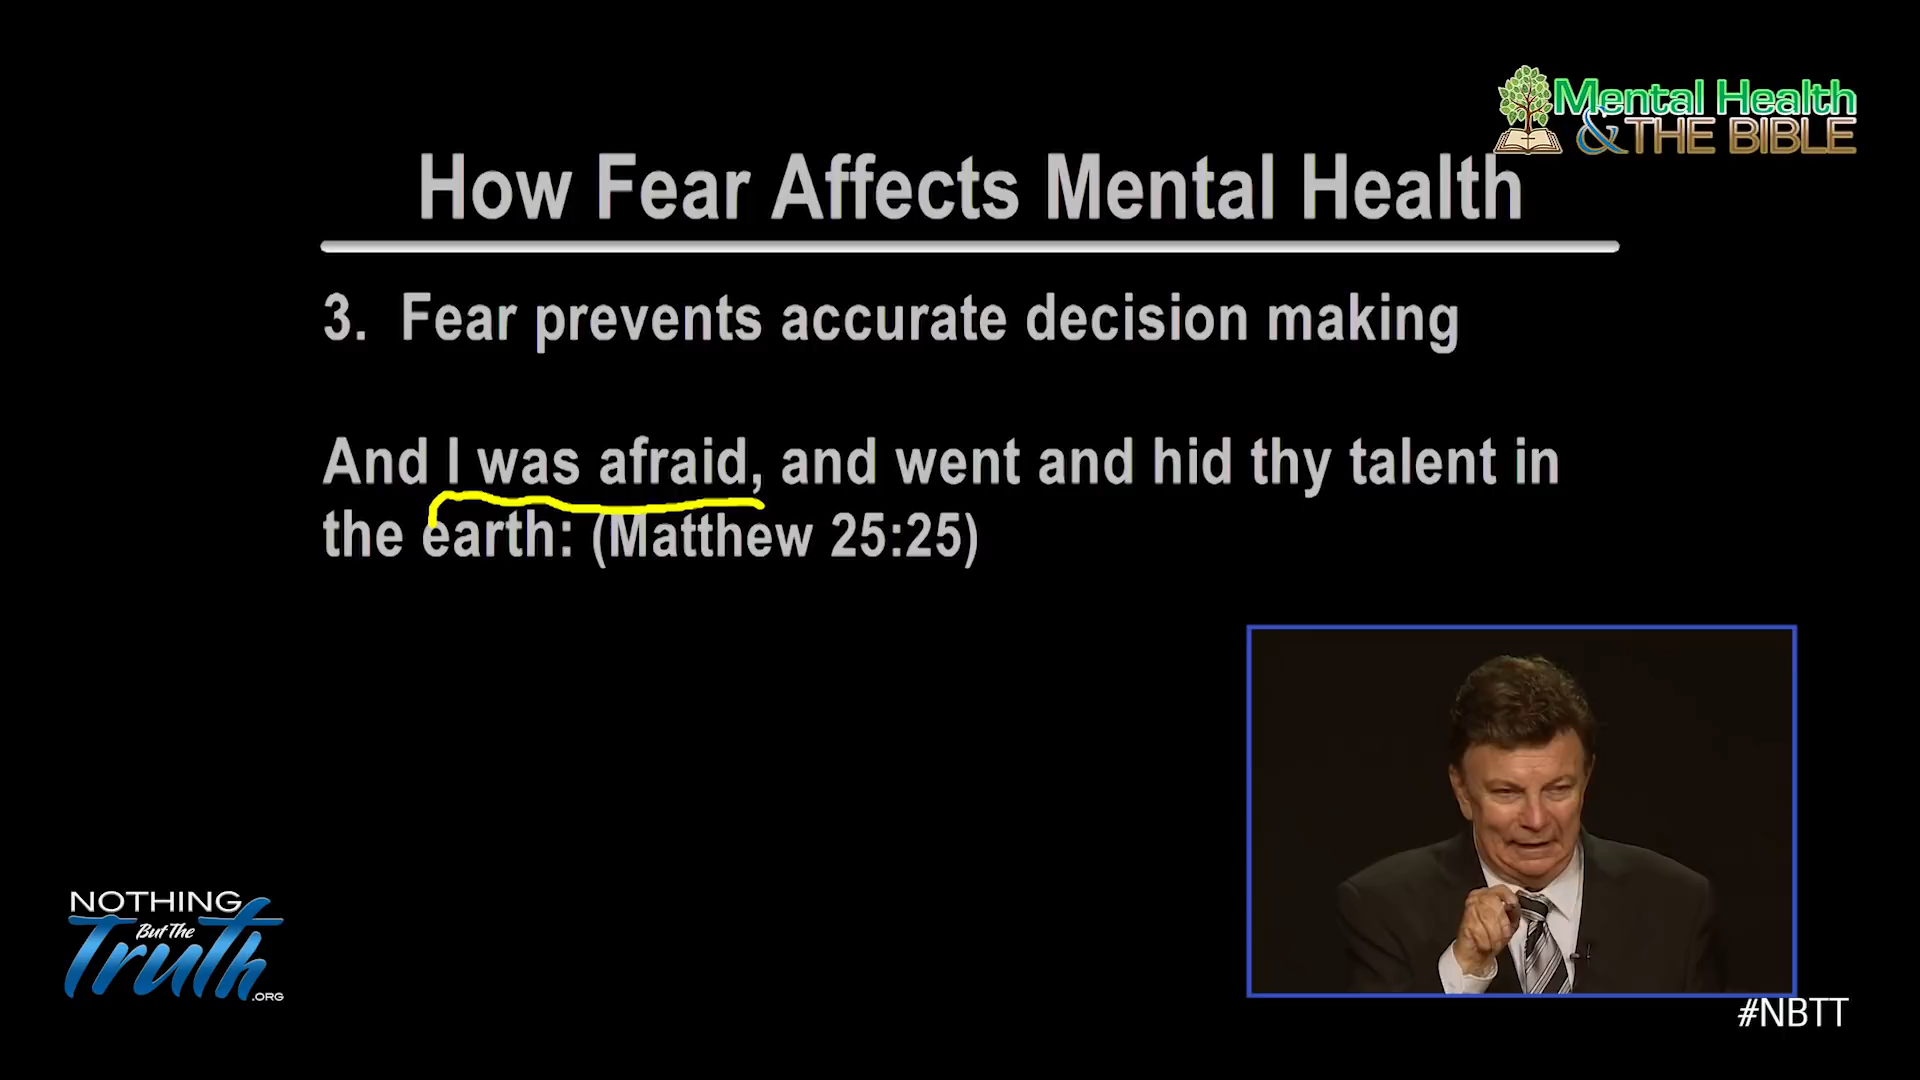 Mental Health
& THE BIBLE
How Fear Affects Mental Health
3. Fear prevents accurate decision making
And I was afraid, and went and hid thy talent in
the earth: (Matthew 25:25)
NOTHING
But The
Truth
.ORG
#NBTT